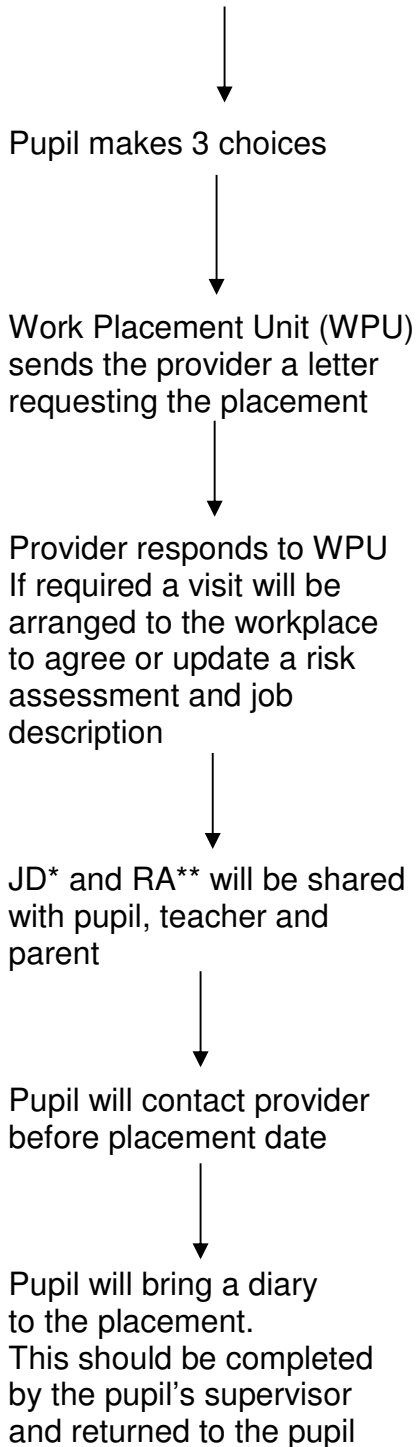 Pupil makes 3 choices
Work Placement Unit (WPU)
sends the provider a letter
requesting the placement
Provider responds to WPU
If required a visit will be
arranged to the workplace
to agree or update a risk
assessment and job
description
JD* and RA** will be shared
with pupil, teacher and
parent
Pupil will contact provider
before placement date
Pupil will bring a diary
to the placement.
This should be completed
by the pupil's supervisor
and returned to the pupil